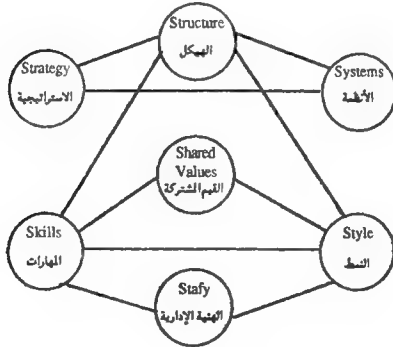 Structure
الهيكل
Strategy
الاستراتيجية
Systems
الأنظمة
Shared
Values
القيم المشتركة
Skills
المهارات
Style
النمط
Stafy
الهيئة الإدارية